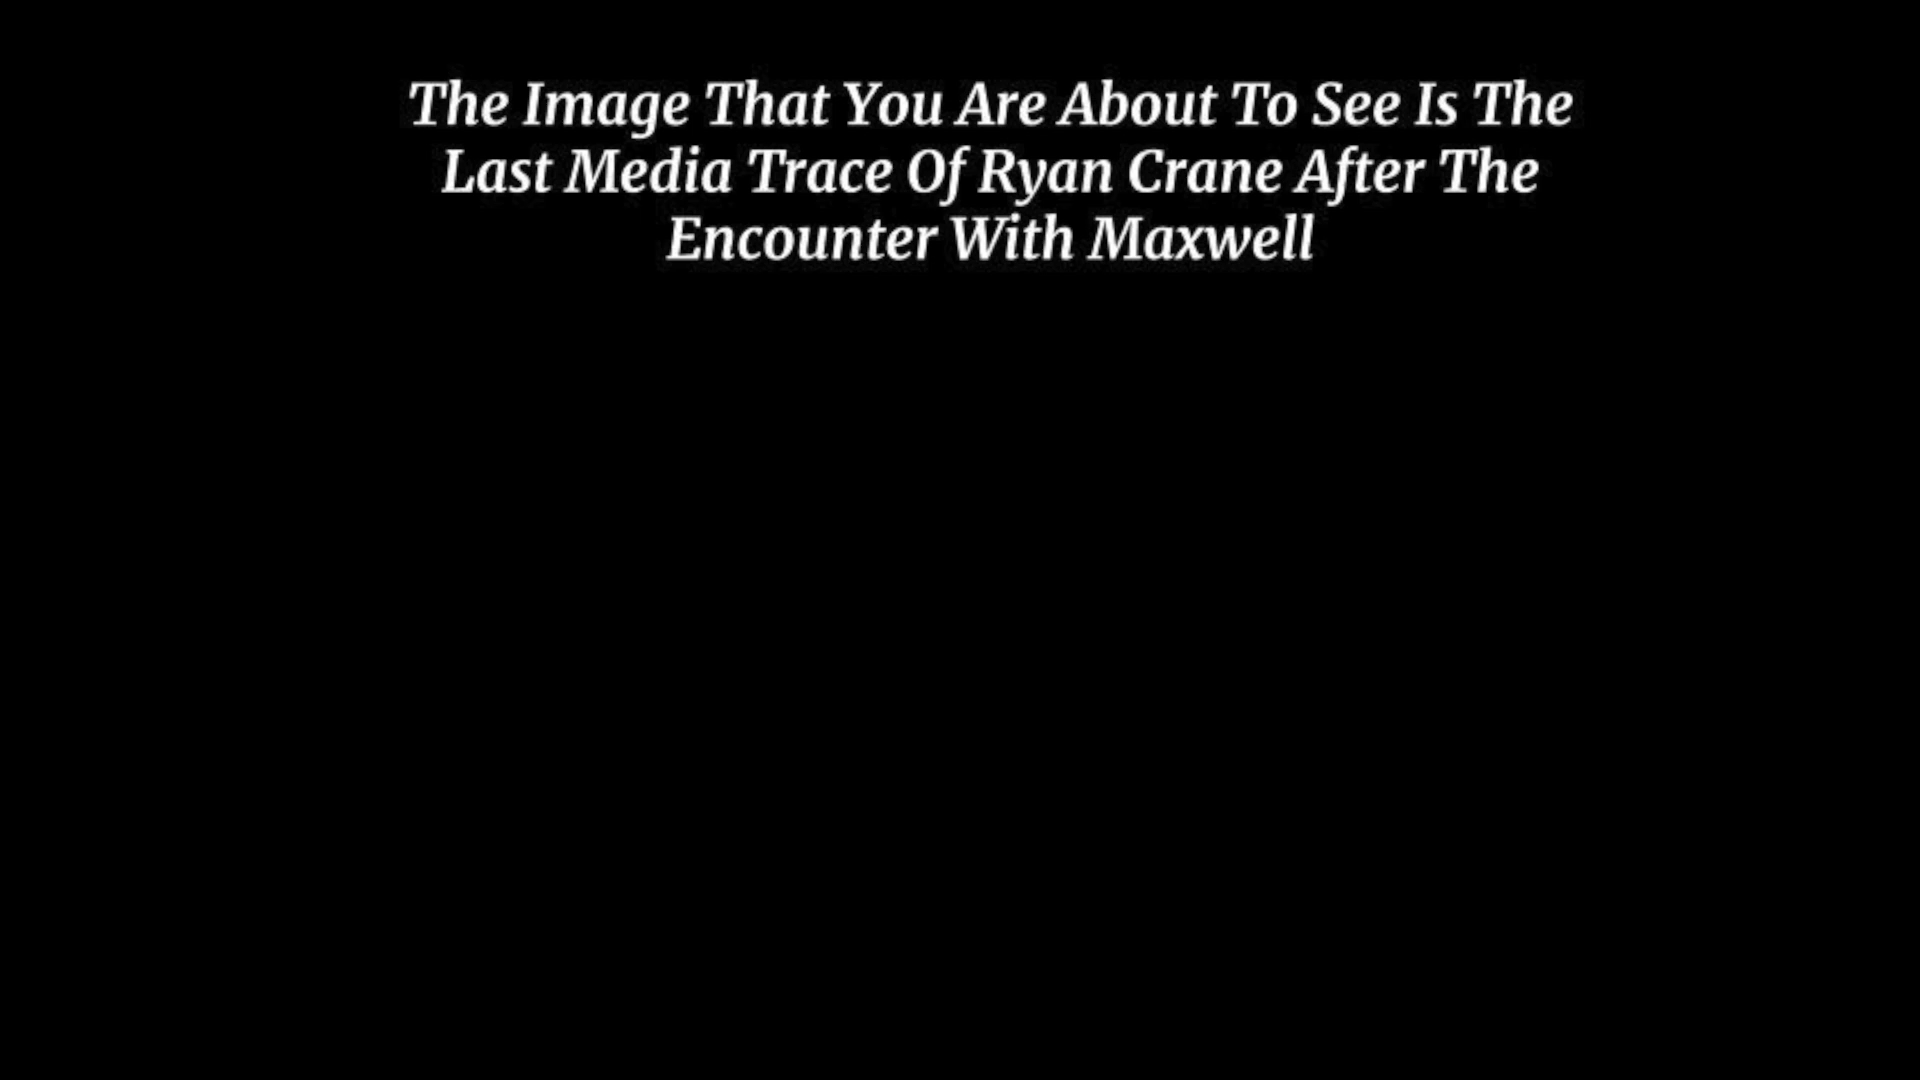 The Image That You Are About To See Is The
Last Media Trace Of Ryan Crane After The
Encounter With Maxwell